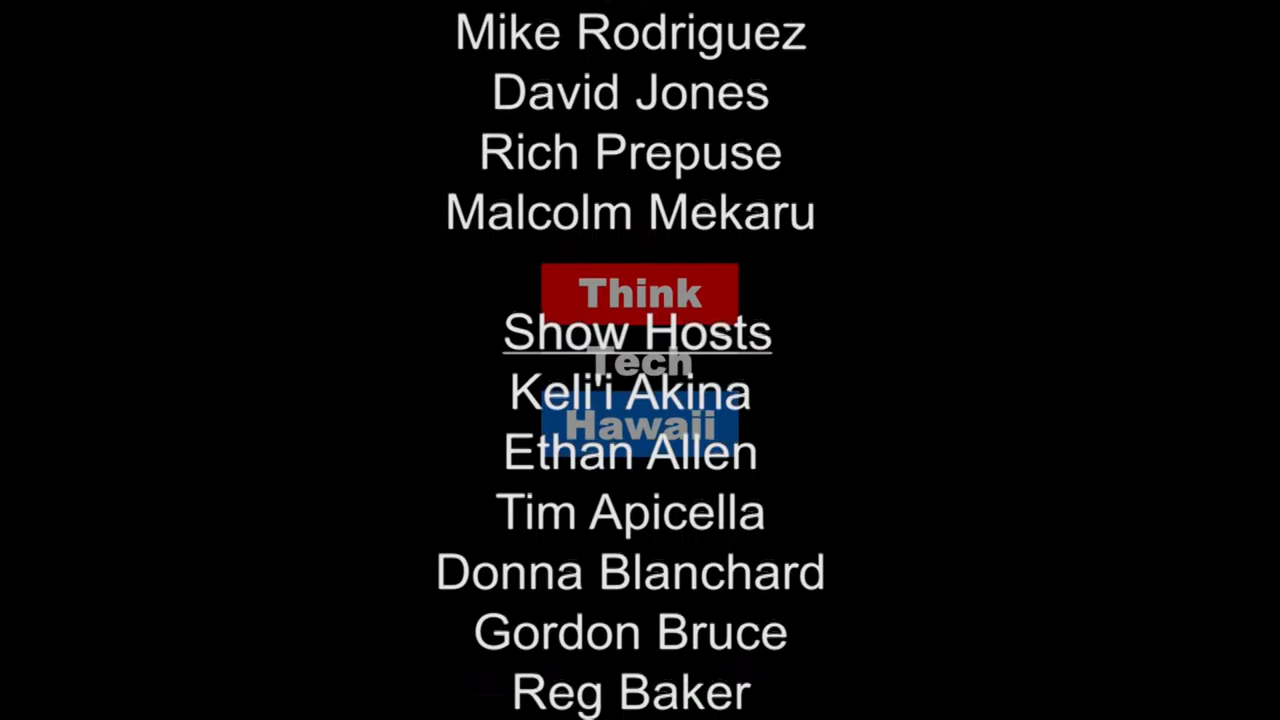 Mike Rodriguez
David Jones
Rich Prepuse
Malcolm Mekaru
Think
Show Hosts
Tech
Keli'i Akina
Hawaii
Ethan Allen
Tim Apicella
Donna Blanchard
Gordon Bruce
Reg Baker